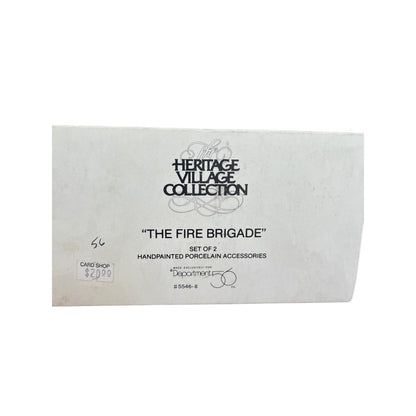 The
HERITAGE
VILLAGE
COLLECTION
"THE FIRE BRIGADE"
SET OF 2
HANDPAINTED PORCELAIN ACCESSORIES
MADE EXCLUSIVELY FOR
Department 56
#5546-8
56
CARD SHOP
$20.00